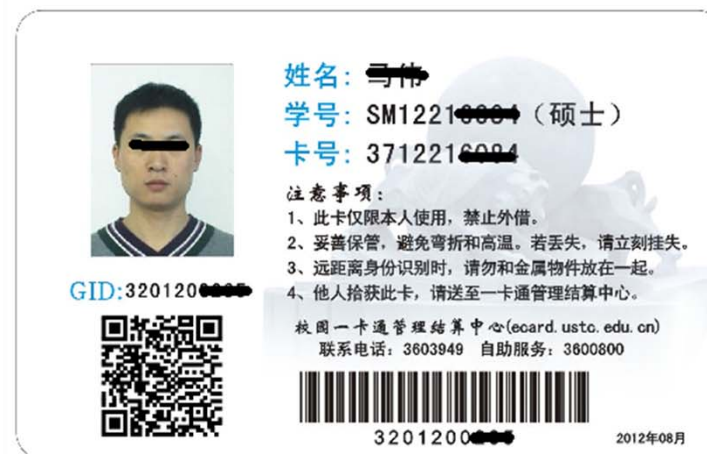 姓名:
学号: SM1221（硕士）
卡号: 371221
注意事项:
1、此卡仅限本人使用，禁止外借。
2、妥善保管，避免弯折和高温。若丢失，请立刻挂失。
3、远距离身份识别时，请勿和金属物件放在一起。
4、他人拾获此卡，请送至一卡通管理结算中心。
GID:320120
校园一卡通管理结算中心(ecard.ustc.edu.cn)
联系电话: 3603949 自助服务: 3600800
3201200
2012年08月